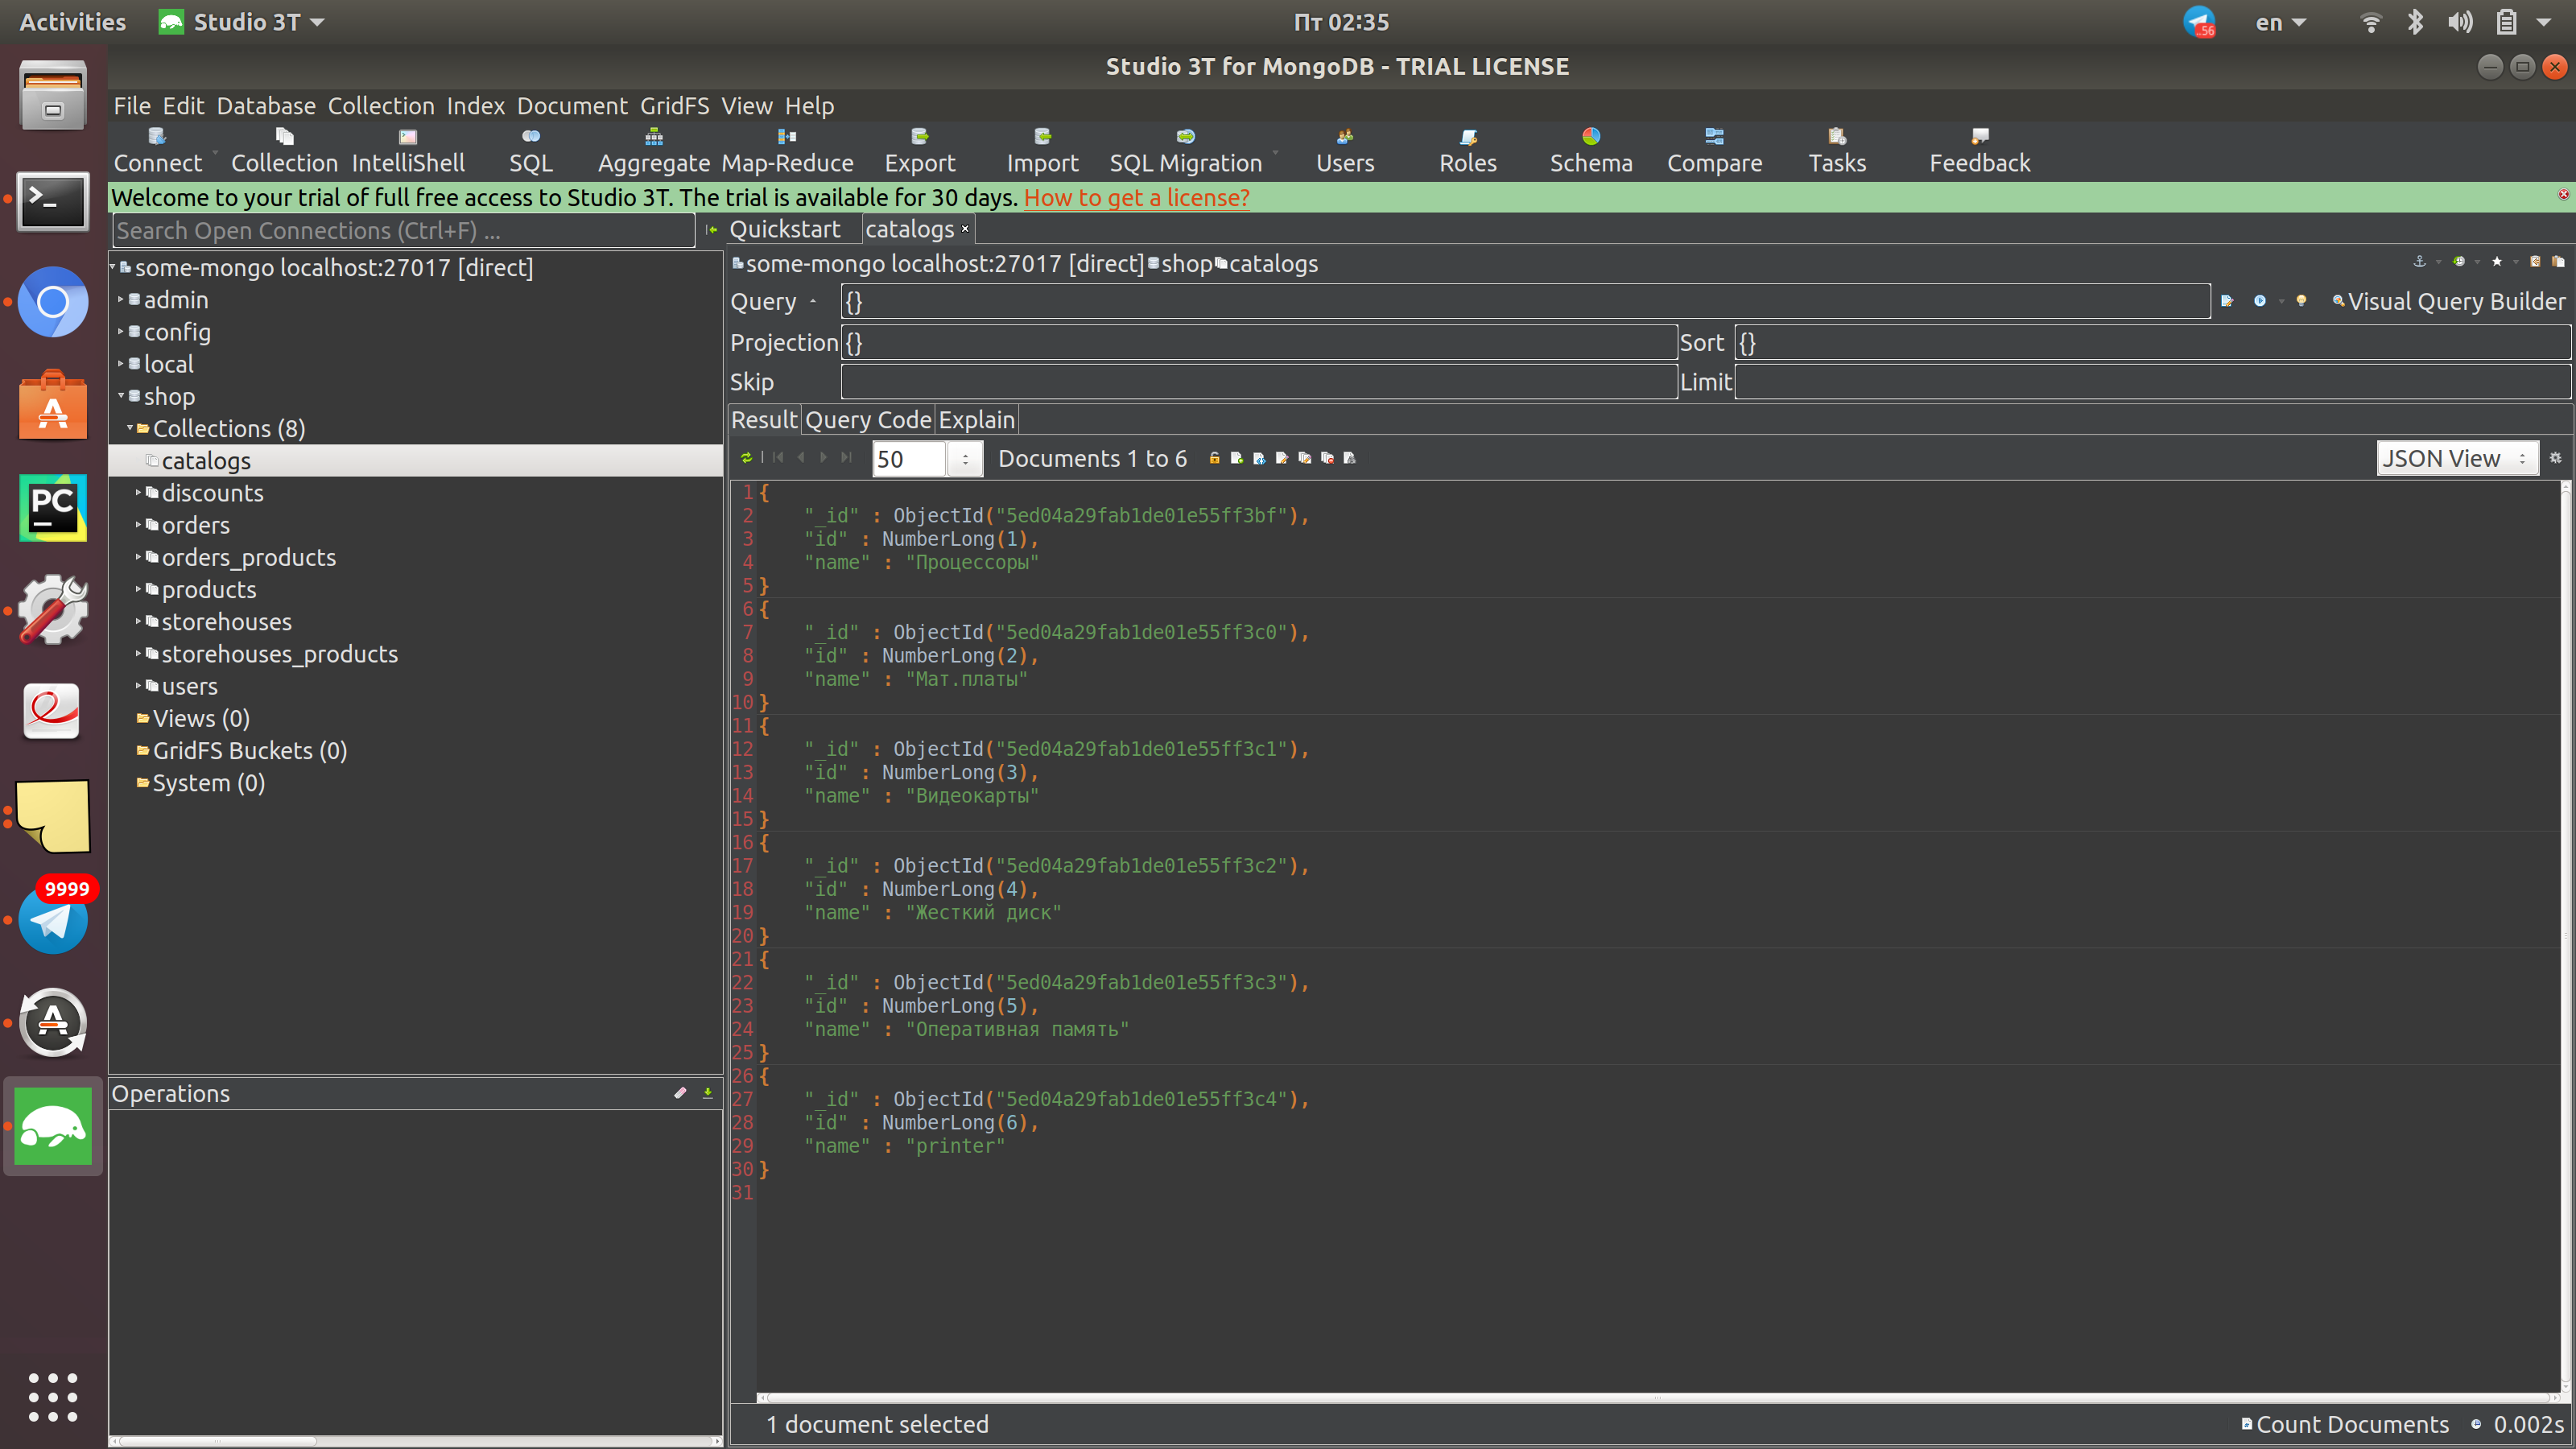 Activities Studio 3T Пт 02:35 56 en
Studio 3T for MongoDB - TRIAL LICENSE
File Edit Database Collection Index Document GridFS View Help
Connect Collection IntelliShell SQL Aggregate Map-Reduce Export Import SQL Migration Users Roles Schema Compare Tasks Feedback
Welcome to your trial of full free access to Studio 3T. The trial is available for 30 days. How to get a license?
Search Open Connections (Ctrl+F) ...
some-mongo localhost:27017 [direct]
admin
config
local
shop
Collections (8)
catalogs
discounts
orders
orders_products
products
storehouses
storehouses_products
users
Views (0)
GridFS Buckets (0)
System (0)
Operations
PC
9999
Quickstart catalogs
some-mongo localhost:27017 [direct] shop catalogs
Query {} Visual Query Builder
Projection {} Sort {}
Skip Limit
Result Query Code Explain
50 Documents 1 to 6 JSON View
1 {
2 "_id" : ObjectId("5ed04a29fab1de01e55ff3bf"),
3 "id" : NumberLong(1),
4 "name" : "Процессоры"
5 }
6 {
7 "_id" : ObjectId("5ed04a29fab1de01e55ff3c0"),
8 "id" : NumberLong(2),
9 "name" : "Мат.платы"
10 }
11 {
12 "_id" : ObjectId("5ed04a29fab1de01e55ff3c1"),
13 "id" : NumberLong(3),
14 "name" : "Видеокарты"
15 }
16 {
17 "_id" : ObjectId("5ed04a29fab1de01e55ff3c2"),
18 "id" : NumberLong(4),
19 "name" : "Жесткий диск"
20 }
21 {
22 "_id" : ObjectId("5ed04a29fab1de01e55ff3c3"),
23 "id" : NumberLong(5),
24 "name" : "Оперативная память"
25 }
26 {
27 "_id" : ObjectId("5ed04a29fab1de01e55ff3c4"),
28 "id" : NumberLong(6),
29 "name" : "printer"
30 }
31
1 document selected Count Documents 0.002s